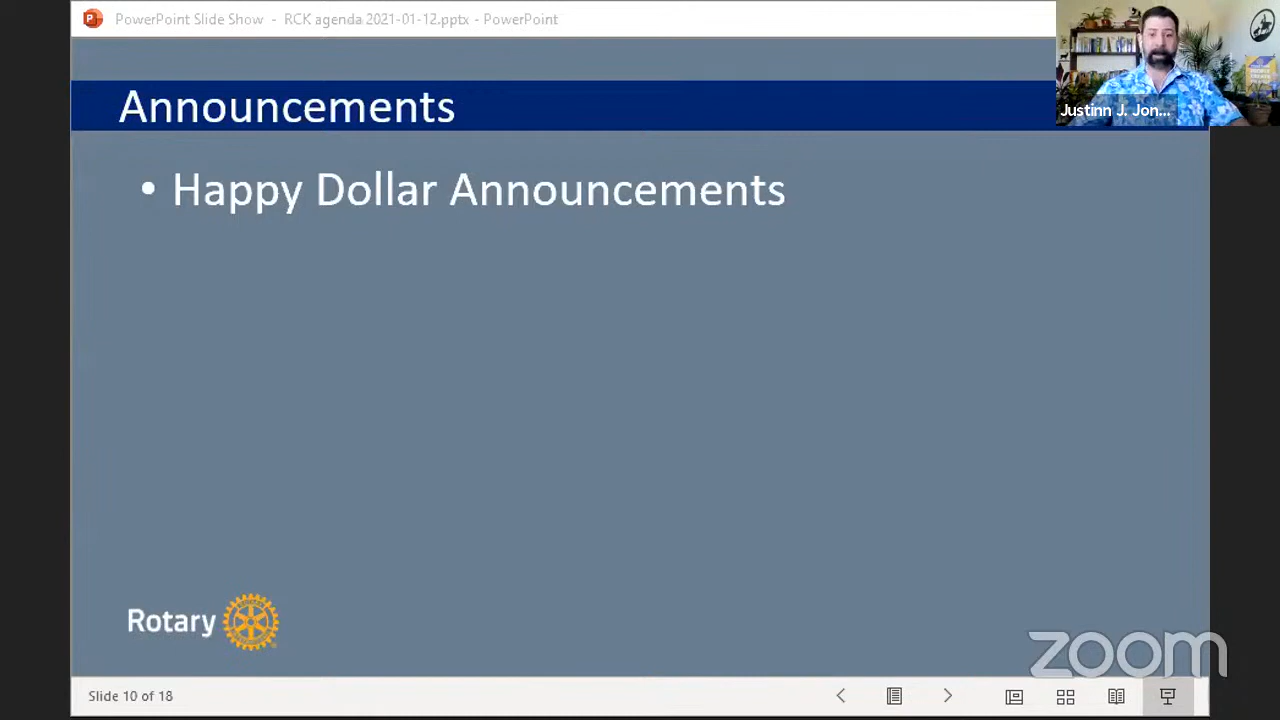 PowerPoint Slide Show - RCK agenda 2021-01-12.pptx - PowerPoint
Justinn J. Jon...
Announcements
• Happy Dollar Announcements
Rotary
zoom
Slide 10 of 18